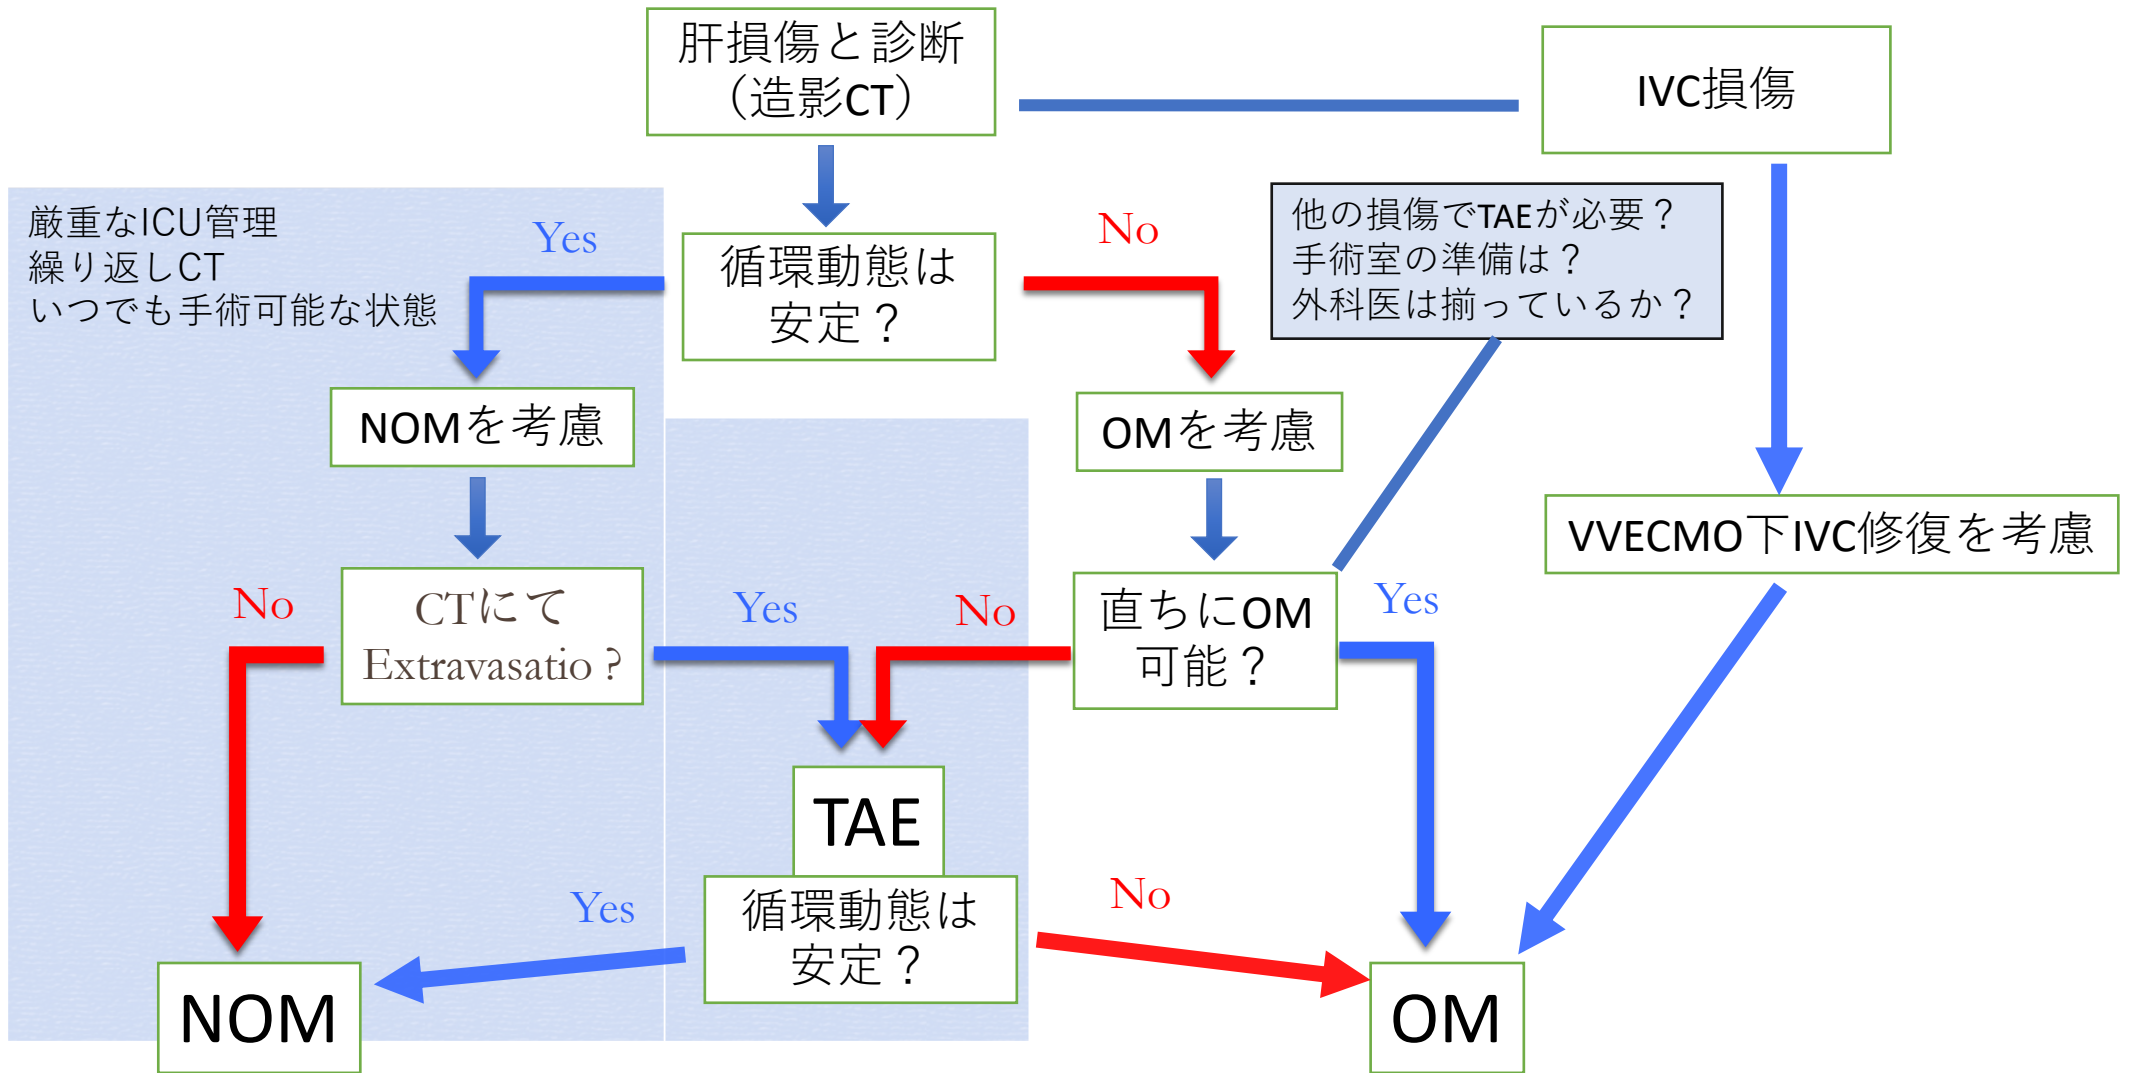 肝損傷と診断
（造影CT）
IVC損傷
厳重なICU管理
繰り返しCT
いつでも手術可能な状態
Yes
循環動態は
安定？
No
他の損傷でTAEが必要？
手術室の準備は？
外科医は揃っているか？
NOMを考慮
OMを考慮
VVECMO下IVC修復を考慮
No
CTにて
Extravasatio？
Yes
No
直ちにOM
可能？
Yes
TAE
Yes
循環動態は
安定？
No
NOM
OM